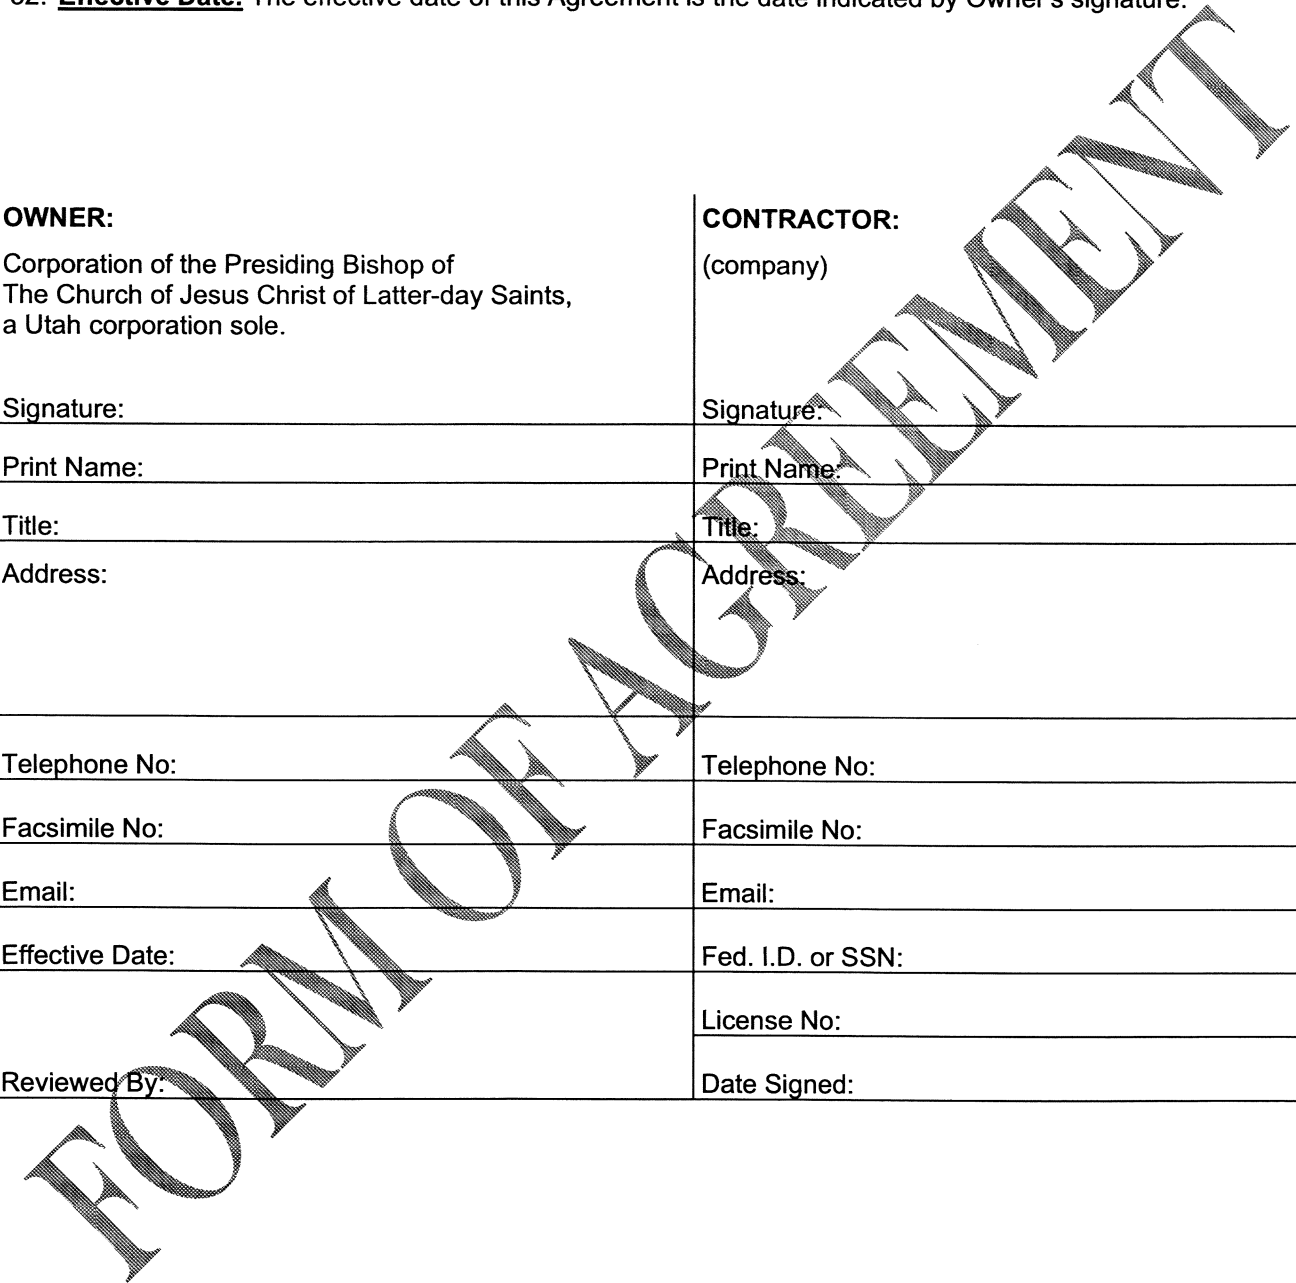 Effective Date: The effective date of this Agreement is the date indicated by Owner's signature.
OWNER:
Corporation of the Presiding Bishop of
The Church of Jesus Christ of Latter-day Saints,
a Utah corporation sole.
Signature:
Print Name:
Title:
Address:
Telephone No:
Facsimile No:
Email:
Effective Date:
Reviewed By:
CONTRACTOR:
(company)
Signature:
Print Name:
Title:
Address:
Telephone No:
Facsimile No:
Email:
Fed. I.D. or SSN:
License No:
Date Signed:
FORM OF AGREEMENT